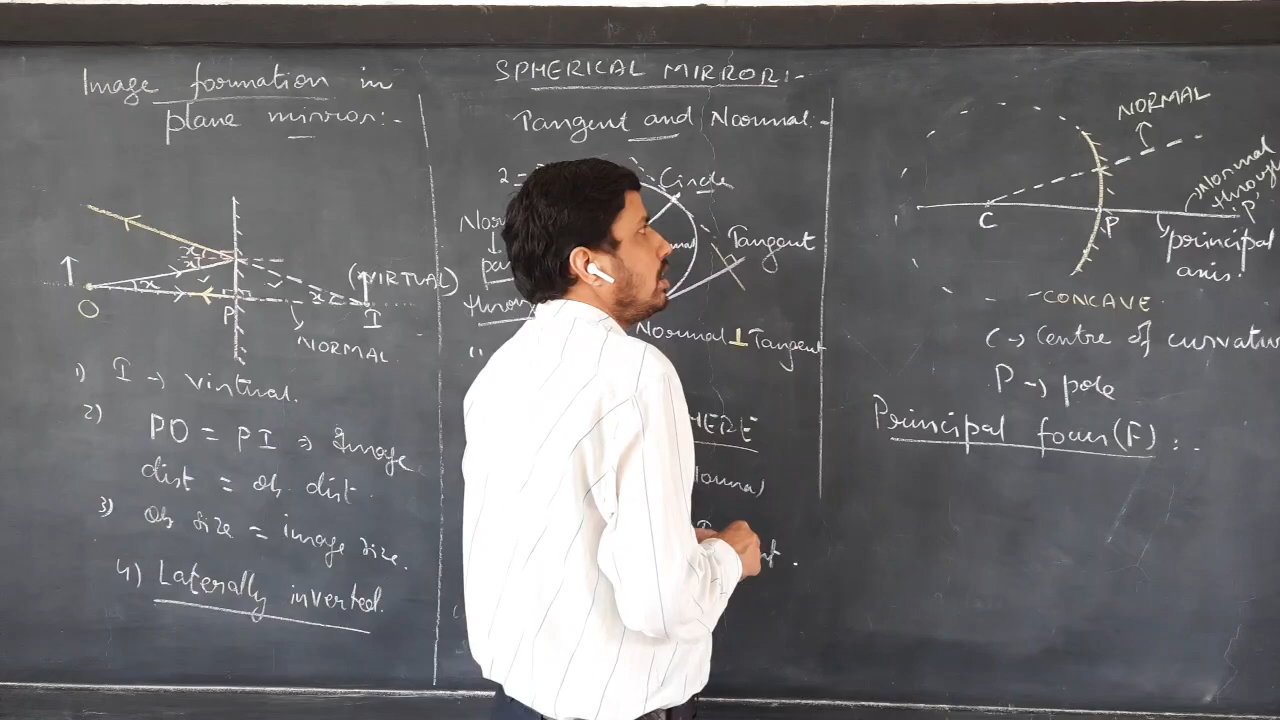 Image formation in
plane mirror:-
O
x
x
x
P
x
(VIRTUAL)
I
NORMAL
1) I → virtual.
2) PO = PI ⇒ Image
dist = ob. dist.
3) ob size = image size.
4) Laterally inverted.
SPHERICAL MIRROR:-
Tangent and Normal:-
Circle
Tangent
Normal ⊥ Tangent
NORMAL
Normal
through
P
C
P
principal
axis.
CONCAVE
C → Centre of curvatur
P → pole
Principal focus(F):-